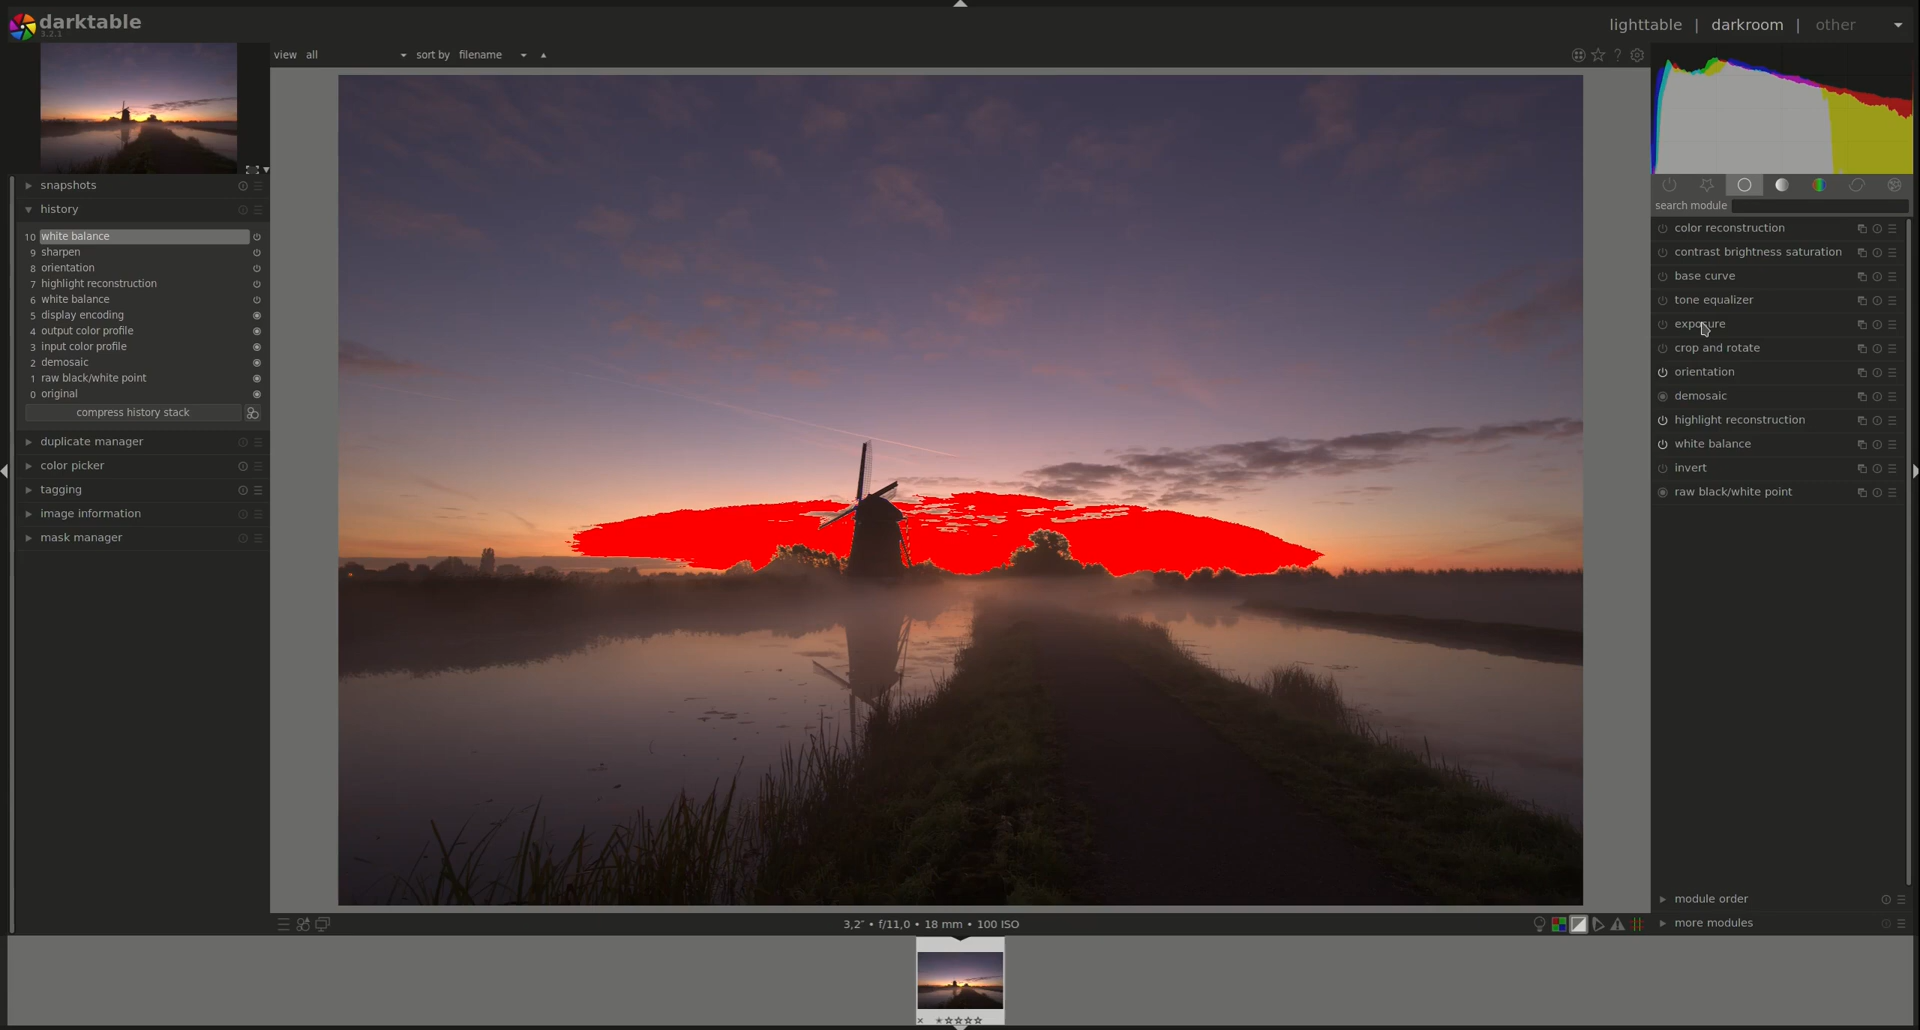 darktable
3.2.1
lighttable | darkroom | other
view all sort by filename
snapshots
history
10 white balance
9 sharpen
8 orientation
7 highlight reconstruction
6 white balance
5 display encoding
4 output color profile
3 input color profile
2 demosaic
1 raw black/white point
0 original
compress history stack
duplicate manager
color picker
tagging
image information
mask manager
search module
color reconstruction
contrast brightness saturation
base curve
tone equalizer
exposure
crop and rotate
orientation
demosaic
highlight reconstruction
white balance
invert
raw black/white point
module order
more modules
3,2″ • f/11,0 • 18 mm • 100 ISO